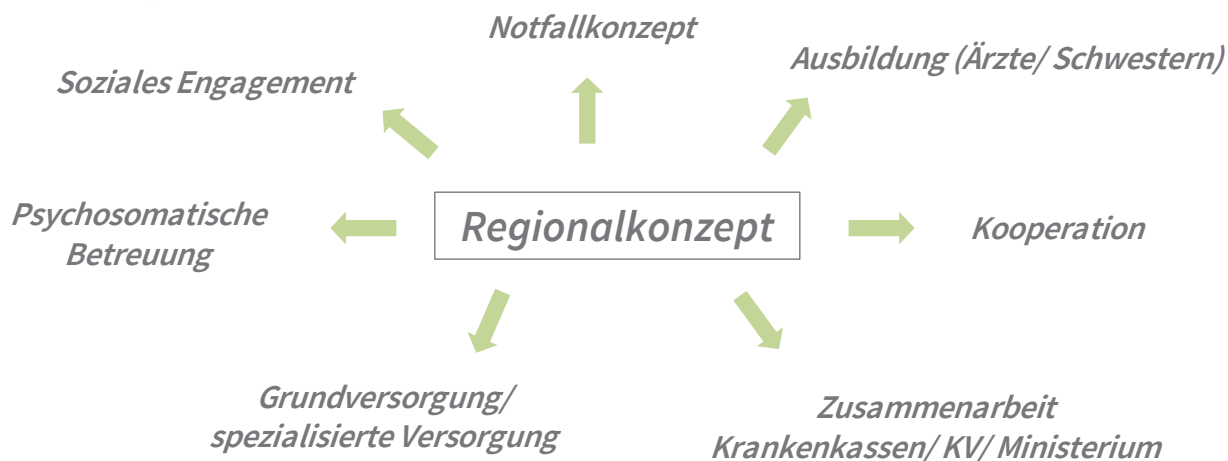 Notfallkonzept
Ausbildung (Ärzte/ Schwestern)
Soziales Engagement
Psychosomatische
Betreuung
Regionalkonzept
Kooperation
Grundversorgung/
spezialisierte Versorgung
Zusammenarbeit
Krankenkassen/ KV/ Ministerium